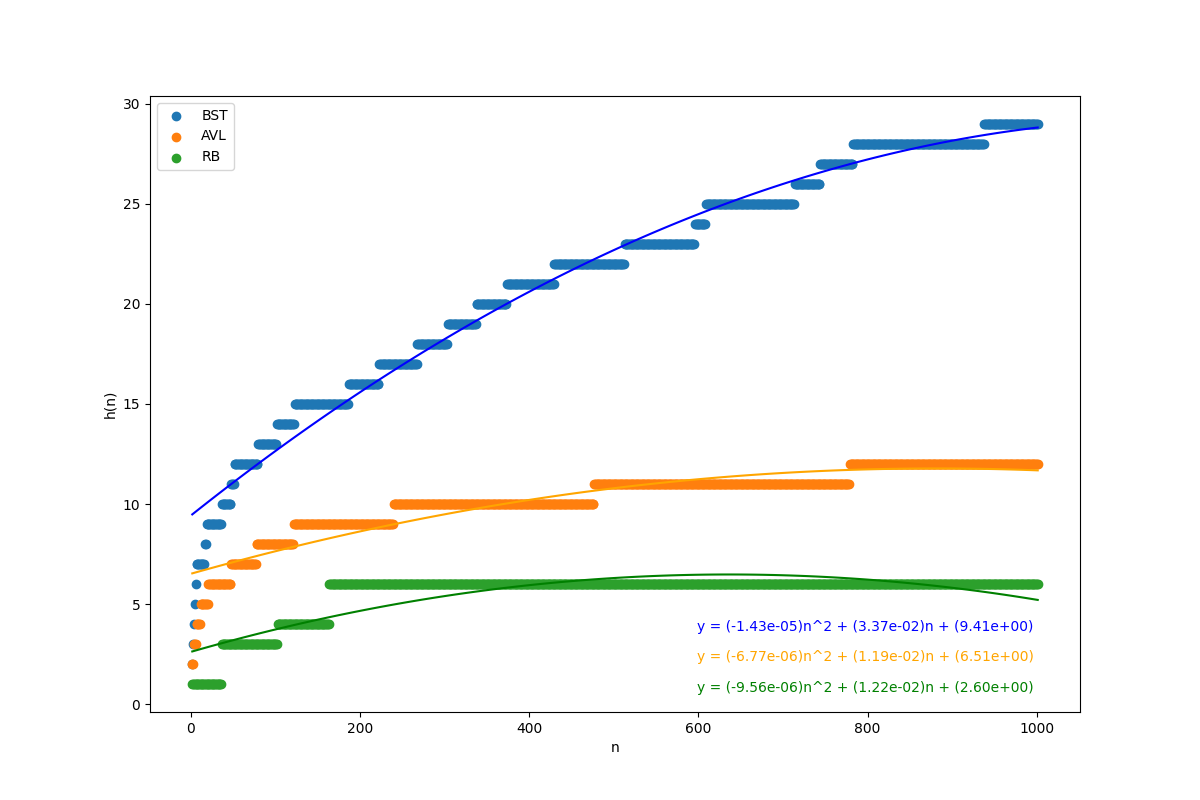 30
25
20
15
10
5
0
h(n)
BST
AVL
RB
y = (-1.43e-05)n^2 + (3.37e-02)n + (9.41e+00)
y = (-6.77e-06)n^2 + (1.19e-02)n + (6.51e+00)
y = (-9.56e-06)n^2 + (1.22e-02)n + (2.60e+00)
0 200 400 600 800 1000
n